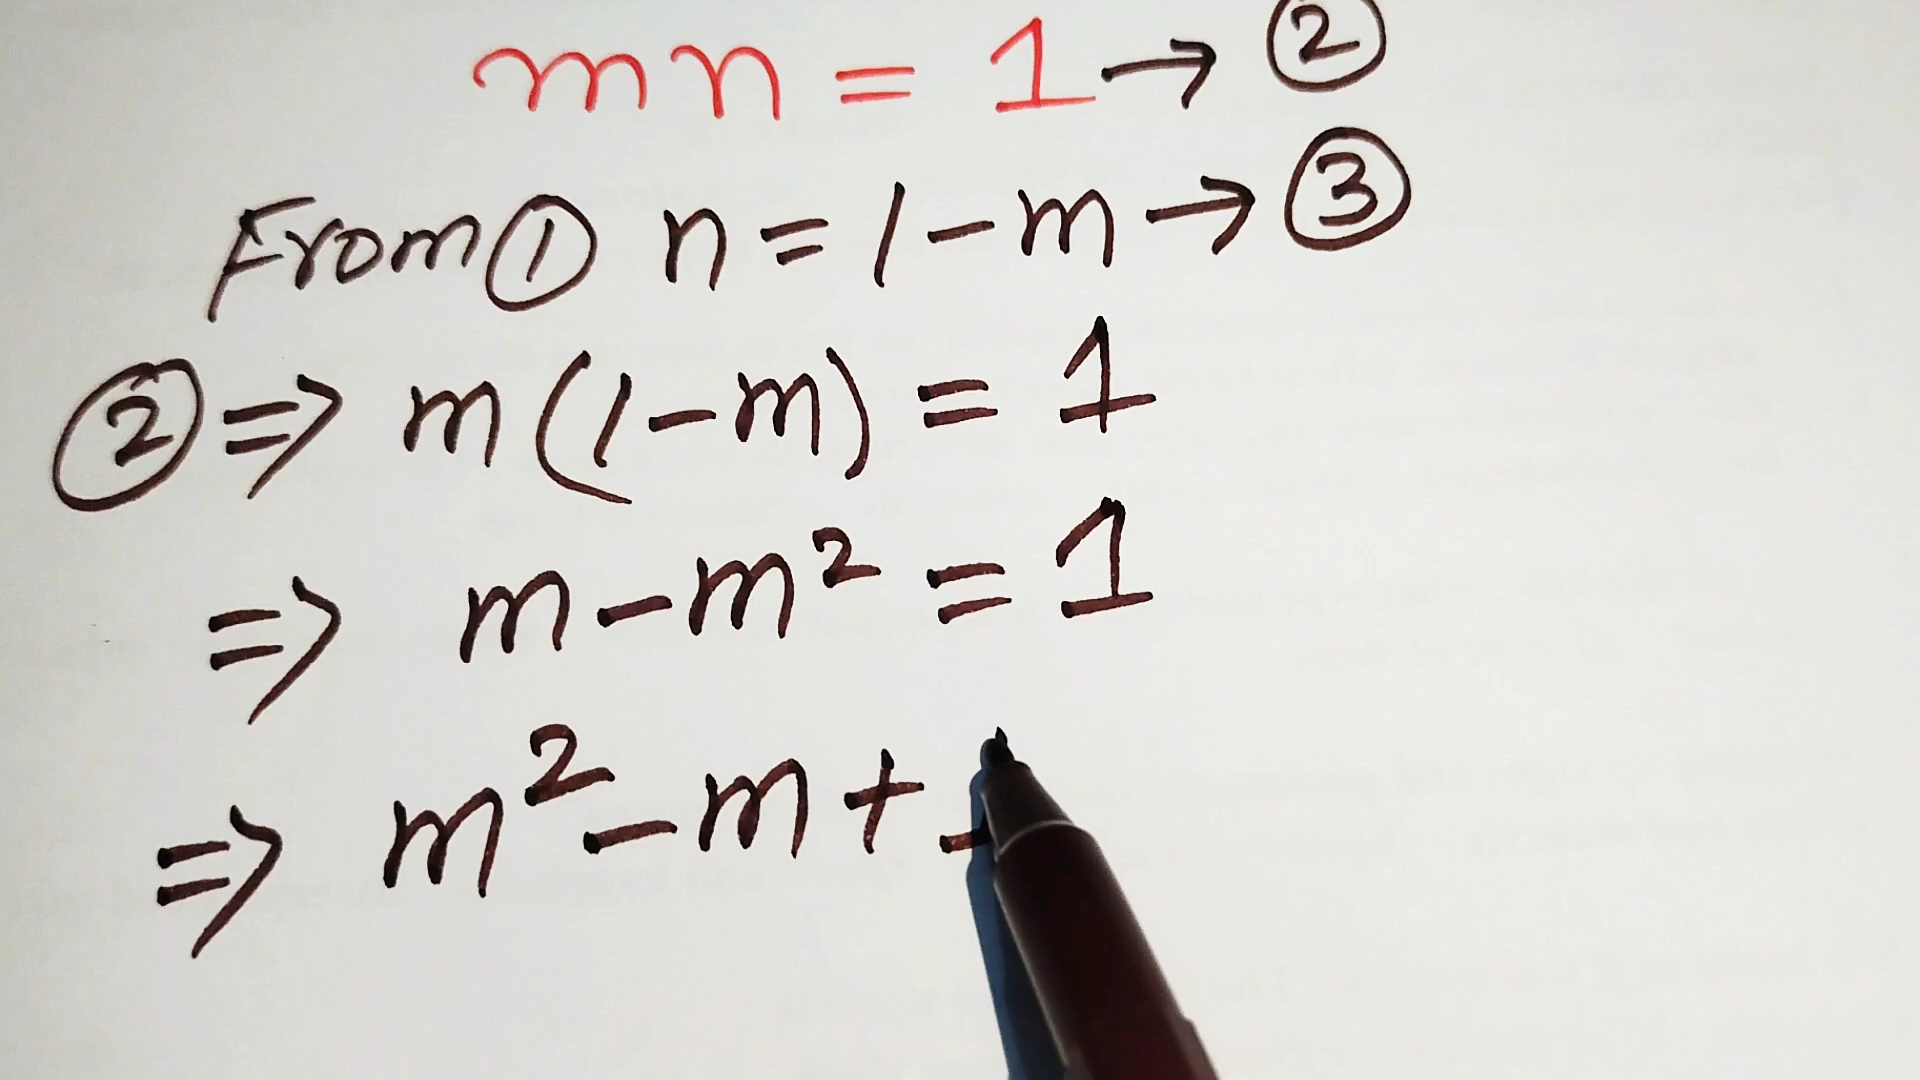 mn = 1 → ②
From ① n = 1 - m → ③
② ⇒ m(1-m) = 1
⇒ m - m² = 1
⇒ m² - m +